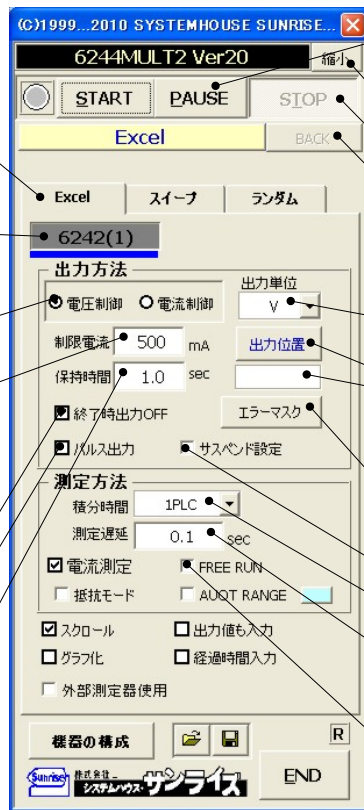 (C)1999...2010 SYSTEMHOUSE SUNRISE...
6244MULT2 Ver20
縮小
START PAUSE STOP
Excel BACK
Excel スイープ ランダム
6242(1)
出力方法
電圧制御 電流制御
出力単位
V
制限電流 500 mA
出力位置
保持時間 1.0 sec
終了時出力OFF
エラーマスク
パルス出力 サスペンド設定
測定方法
積分時間 1PLC
測定遅延 0.1 sec
電流測定 FREE RUN
抵抗モード AUOT RANGE
スクロール 出力値も入力
グラフ化 経過時間入力
外部測定器使用
機器の構成
R
Sunrise 株式会社
システムハウス サンライズ
END